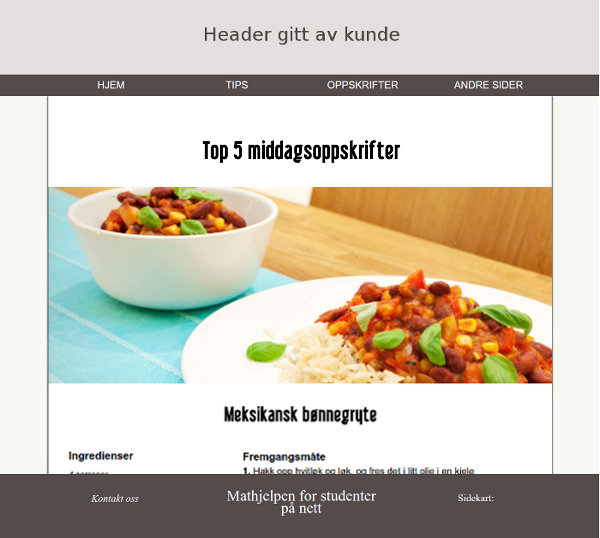 Header gitt av kunde
HJEM TIPS OPPSKRIFTER ANDRE SIDER
Top 5 middagsoppskrifter
Meksikansk bønnegryte
Ingredienser
Fremgangsmåte
1. Hakk opp hvitløk og løk, og fres det i litt olje i en kjele
Kontakt oss
Mathjelpen for studenter
på nett
Sidekart: